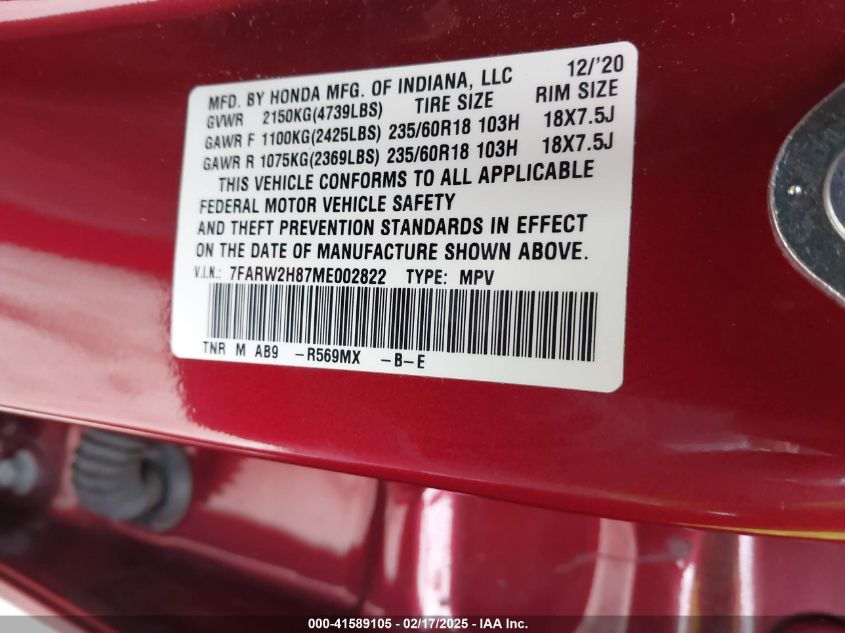 MFD. BY HONDA MFG. OF INDIANA, LLC 12/'20
GVWR 2150KG(4739LBS) TIRE SIZE RIM SIZE
GAWR F 1100KG(2425LBS) 235/60R18 103H 18X7.5J
GAWR R 1075KG(2369LBS) 235/60R18 103H 18X7.5J
THIS VEHICLE CONFORMS TO ALL APPLICABLE
FEDERAL MOTOR VEHICLE SAFETY
AND THEFT PREVENTION STANDARDS IN EFFECT
ON THE DATE OF MANUFACTURE SHOWN ABOVE.
V.I.N.: 7FARW2H87ME002822 TYPE: MPV
TNR M AB9 -R569MX -B-E
000-41589105 - 02/17/2025 - IAA Inc.